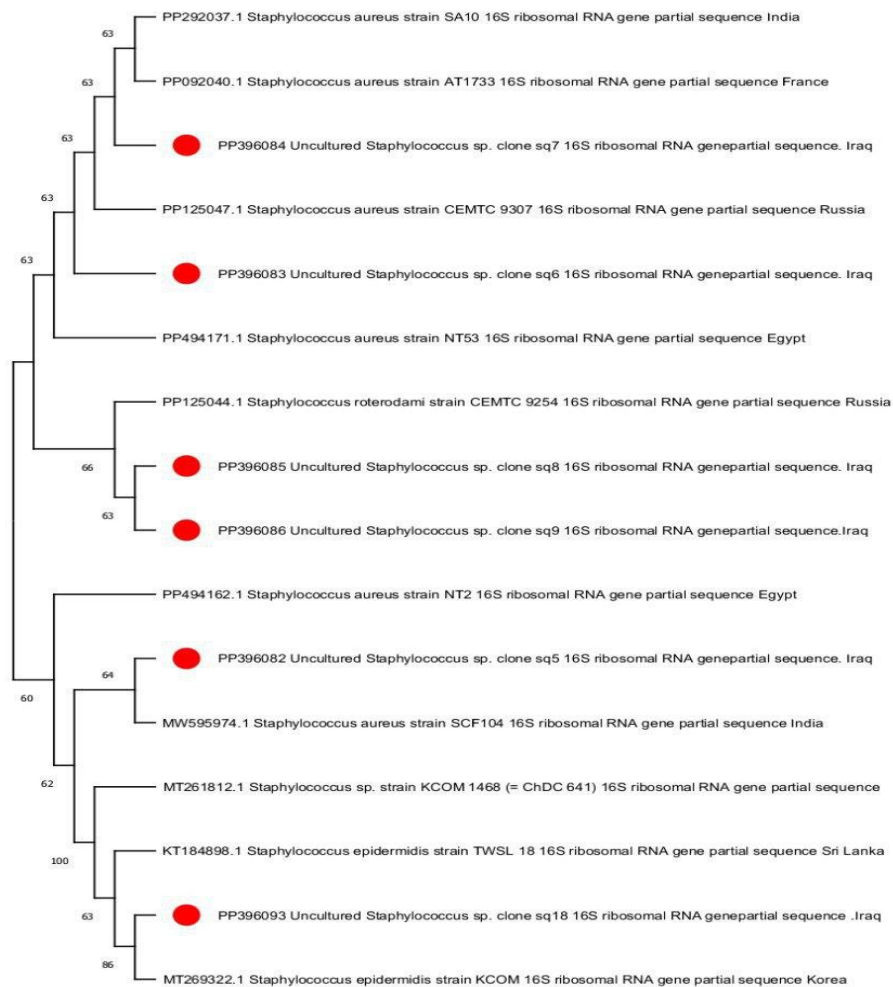 PP292037.1 Staphylococcus aureus strain SA10 16S ribosomal RNA gene partial sequence India
63
PP092040.1 Staphylococcus aureus strain AT1733 16S ribosomal RNA gene partial sequence France
63
63
PP396084 Uncultured Staphylococcus sp. clone sq7 16S ribosomal RNA genepartial sequence. Iraq
63
PP125047.1 Staphylococcus aureus strain CEMTC 9307 16S ribosomal RNA gene partial sequence Russia
63
PP396083 Uncultured Staphylococcus sp. clone sq6 16S ribosomal RNA genepartial sequence. Iraq
PP494171.1 Staphylococcus aureus strain NT53 16S ribosomal RNA gene partial sequence Egypt
PP125044.1 Staphylococcus roterodami strain CEMTC 9254 16S ribosomal RNA gene partial sequence Russia
66
PP396085 Uncultured Staphylococcus sp. clone sq8 16S ribosomal RNA genepartial sequence. Iraq
63
PP396086 Uncultured Staphylococcus sp. clone sq9 16S ribosomal RNA genepartial sequence.Iraq
PP494162.1 Staphylococcus aureus strain NT2 16S ribosomal RNA gene partial sequence Egypt
64
PP396082 Uncultured Staphylococcus sp. clone sq5 16S ribosomal RNA genepartial sequence. Iraq
60
MW595974.1 Staphylococcus aureus strain SCF104 16S ribosomal RNA gene partial sequence India
62
MT261812.1 Staphylococcus sp. strain KCOM 1468 (= ChDC 641) 16S ribosomal RNA gene partial sequence
KT184898.1 Staphylococcus epidermidis strain TWSL 18 16S ribosomal RNA gene partial sequence Sri Lanka
100
63
PP396093 Uncultured Staphylococcus sp. clone sq18 16S ribosomal RNA genepartial sequence .Iraq
86
MT269322.1 Staphylococcus epidermidis strain KCOM 16S ribosomal RNA gene partial sequence Korea